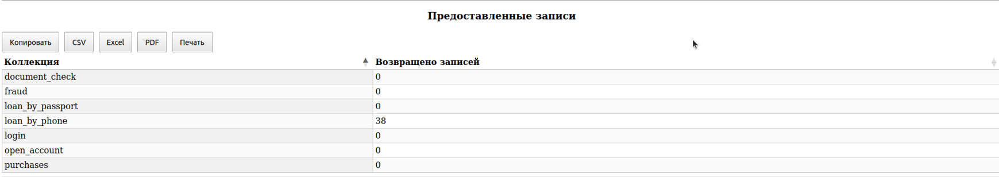 Предоставленные записи
Копировать CSV Excel PDF Печать
Коллекция Возвращено записей
document_check 0
fraud 0
loan_by_passport 0
loan_by_phone 38
login 0
open_account 0
purchases 0